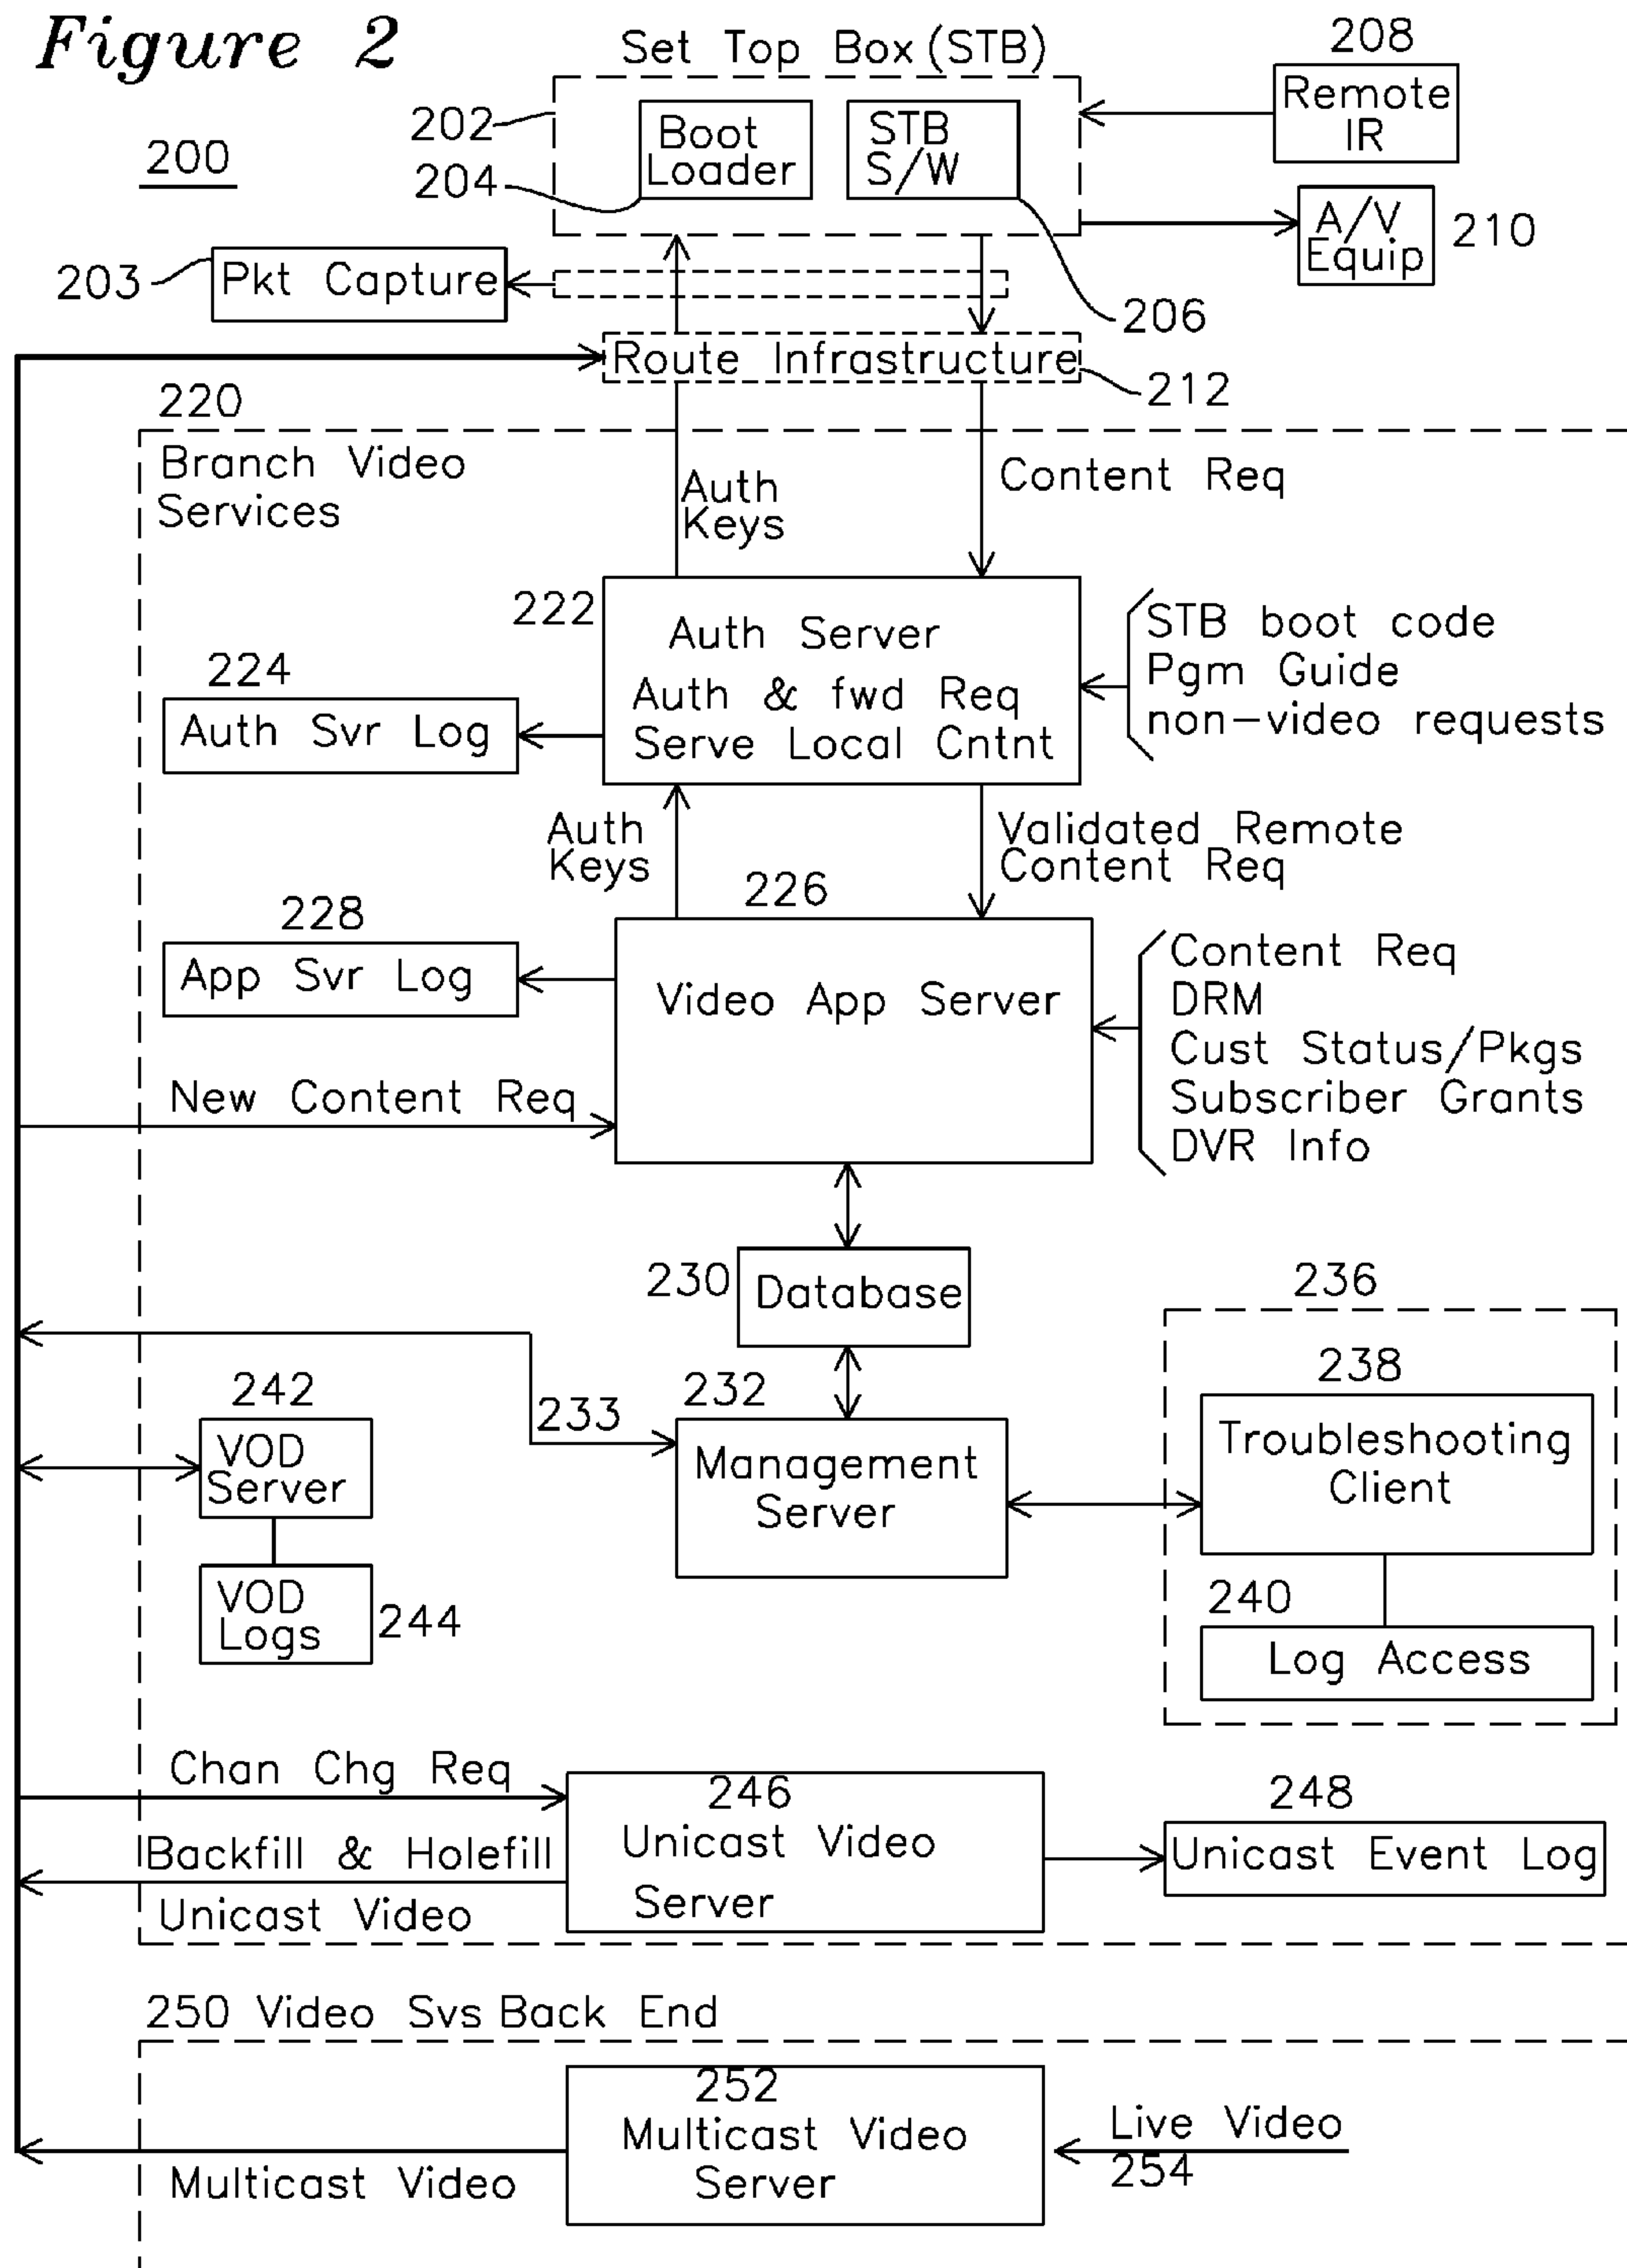 Figure 2
Set Top Box (STB)
208
Remote
IR
200
202
Boot
Loader
STB
S/W
204
A/V
Equip
210
203
Pkt Capture
206
Route Infrastructure
212
220
Branch Video
Services
Auth
Keys
Content Req
222
Auth Server
Auth & fwd Req
Serve Local Cntnt
STB boot code
Pgm Guide
non-video requests
224
Auth Svr Log
Auth
Keys
Validated Remote
Content Req
226
228
App Svr Log
Video App Server
Content Req
DRM
Cust Status/Pkgs
Subscriber Grants
DVR Info
New Content Req
230
Database
236
232
233
Management
Server
238
Troubleshooting
Client
242
VOD
Server
VOD
Logs
244
240
Log Access
Chan Chg Req
246
Unicast Video
Server
248
Unicast Event Log
Backfill & Holefill
Unicast Video
250 Video Svs Back End
252
Multicast Video
Server
Live Video
254
Multicast Video